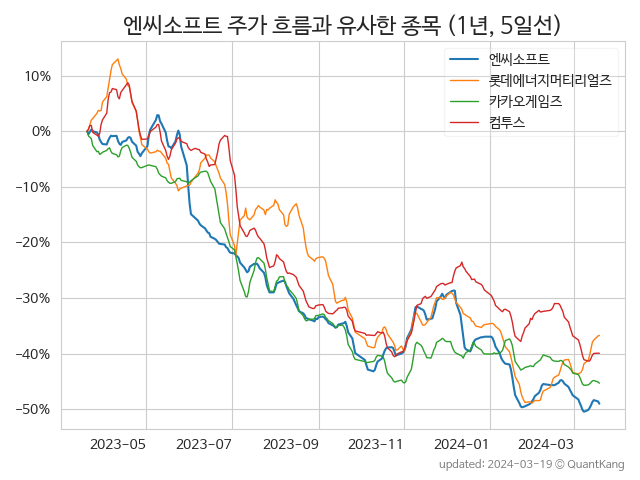 엔씨소프트 주가 흐름과 유사한 종목 (1년, 5일선)
엔씨소프트
롯데에너지머티리얼즈
카카오게임즈
컴투스
10%
0%
−10%
−20%
−30%
−40%
−50%
2023-05 2023-07 2023-09 2023-11 2024-01 2024-03
updated: 2024-03-19 © QuantKang